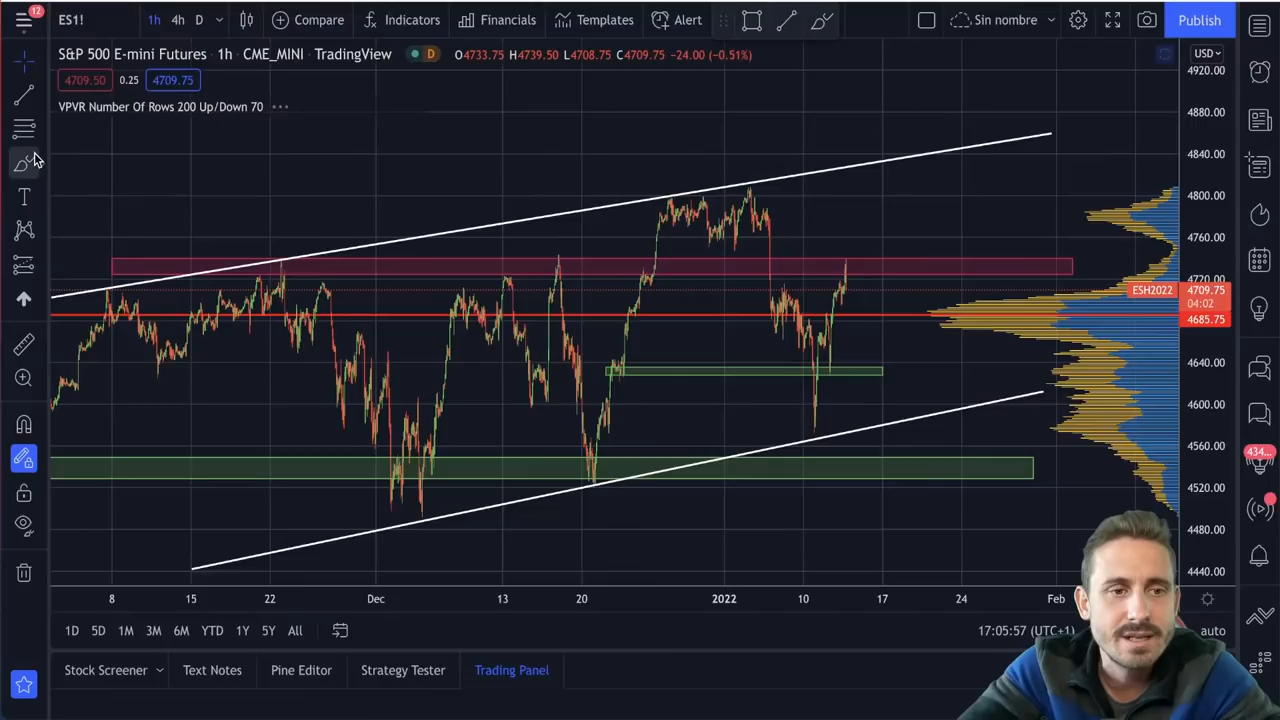 12
ES1! 1h 4h D Compare Indicators Financials Templates Alert Sin nombre Publish
S&P 500 E-mini Futures · 1h · CME_MINI · TradingView D O4733.75 H4739.50 L4708.75 C4709.75 −24.00 (−0.51%) USD
4709.50 0.25 4709.75
VPVR Number Of Rows 200 Up/Down 70
4920.00
4880.00
4840.00
4800.00
4760.00
4720.00
ESH2022 4709.75
04:02
4685.75
4640.00
4600.00
4560.00
434...
4520.00
4480.00
4440.00
8 15 22 Dec 13 20 2022 10 17 24 Feb
1D 5D 1M 3M 6M YTD 1Y 5Y All 17:05:57 (UTC+1) auto
Stock Screener Text Notes Pine Editor Strategy Tester Trading Panel